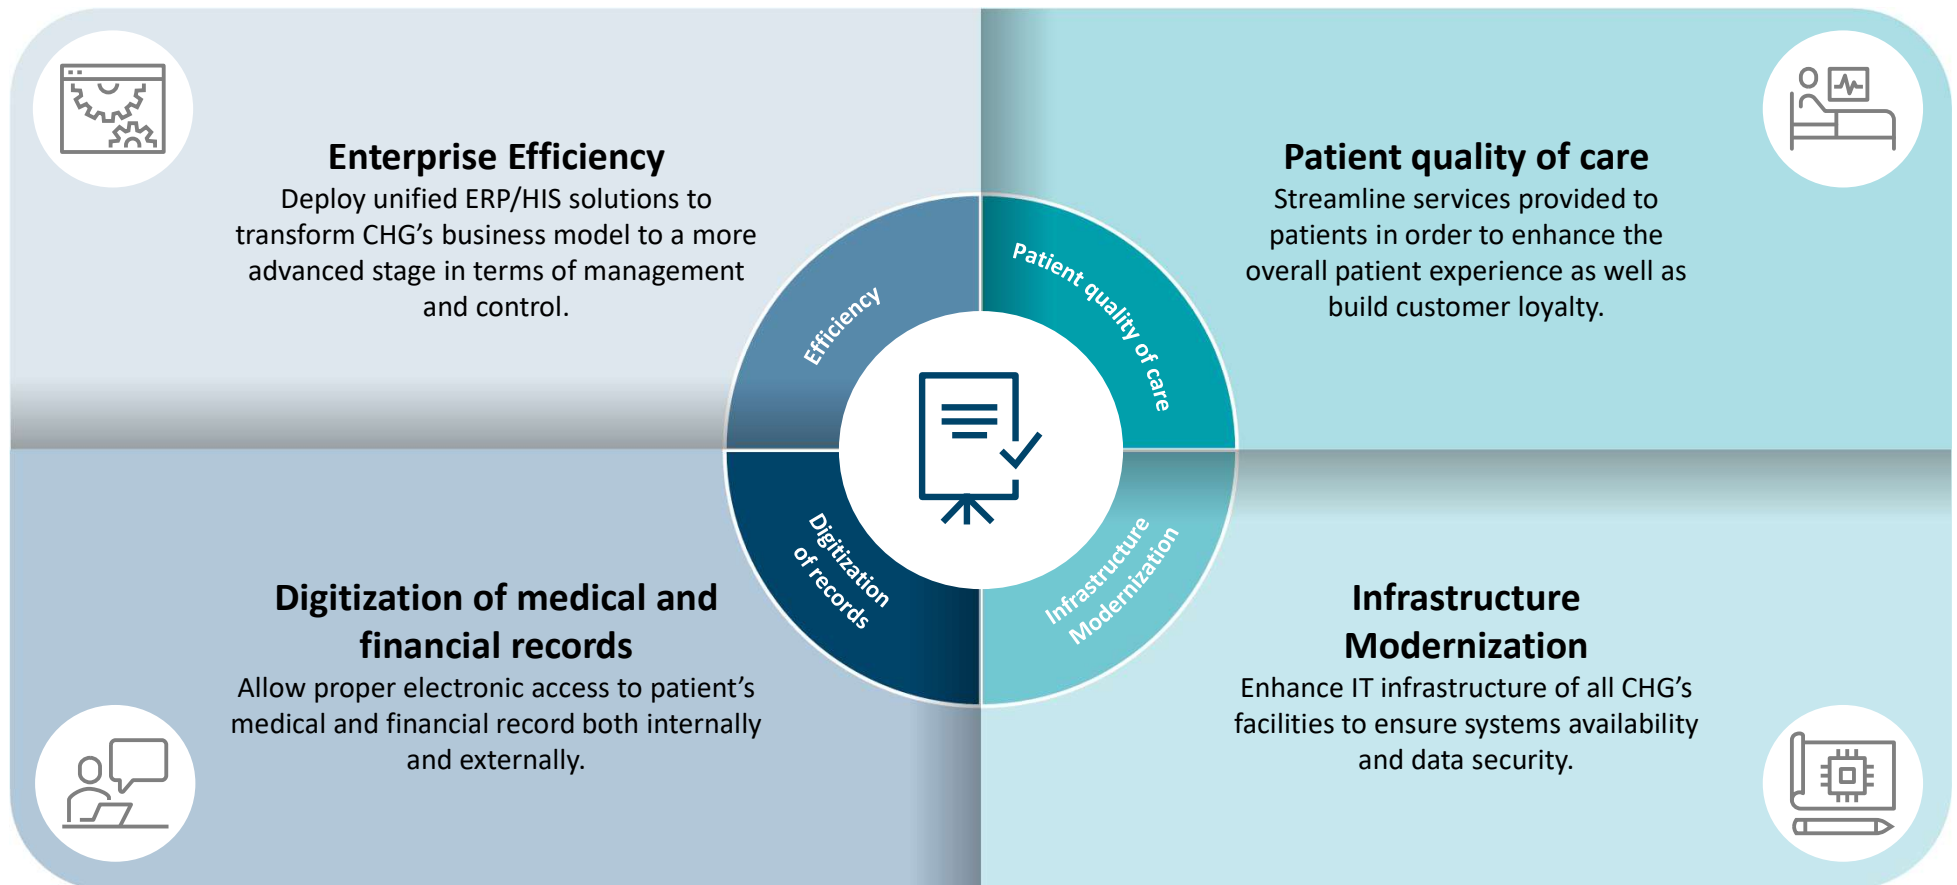 Enterprise Efficiency
Deploy unified ERP/HIS solutions to
transform CHG’s business model to a more
advanced stage in terms of management
and control.
Patient quality of care
Streamline services provided to
patients in order to enhance the
overall patient experience as well as
build customer loyalty.
Efficiency
Patient quality of care
Digitization
of records
Infrastructure
Modernization
Digitization of medical and
financial records
Allow proper electronic access to patient’s
medical and financial record both internally
and externally.
Infrastructure
Modernization
Enhance IT infrastructure of all CHG’s
facilities to ensure systems availability
and data security.